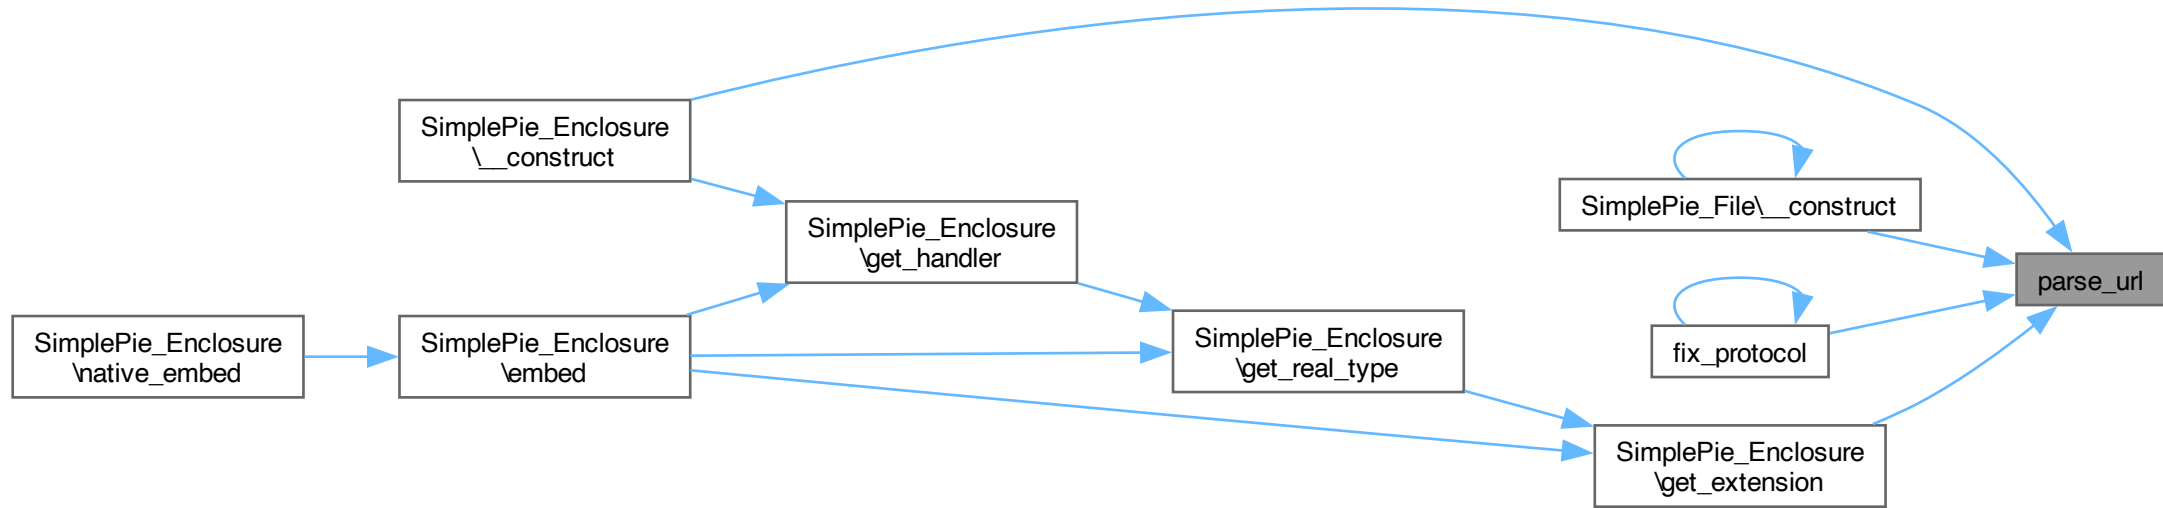 SimplePie_Enclosure
\__construct
SimplePie_File\__construct
SimplePie_Enclosure
\get_handler
parse_url
SimplePie_Enclosure
\native_embed
SimplePie_Enclosure
\embed
SimplePie_Enclosure
\get_real_type
fix_protocol
SimplePie_Enclosure
\get_extension